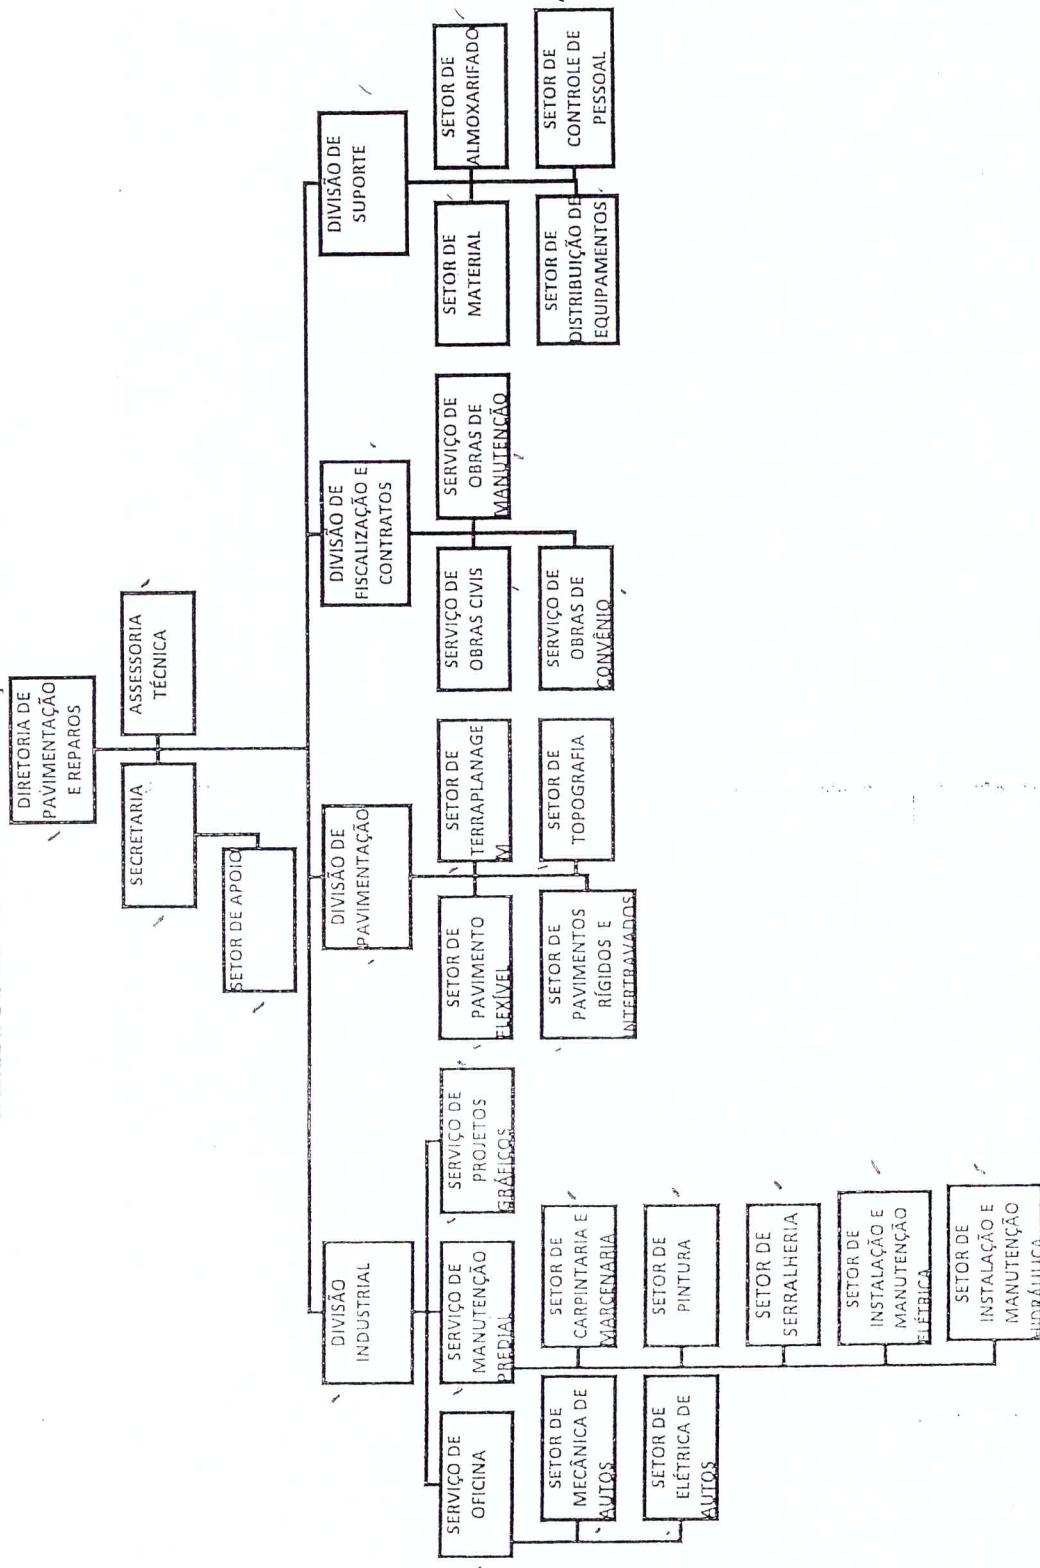 DIRETORIA DE
PAVIMENTAÇÃO
E REPAROS
SECRETARIA
ASSESSORIA
TÉCNICA
SETOR DE APOIO
DIVISÃO
INDUSTRIAL
DIVISÃO DE
PAVIMENTAÇÃO
DIVISÃO DE
FISCALIZAÇÃO E
CONTRATOS
DIVISÃO DE
SUPORTE
SERVIÇO DE
OFICINA
SERVIÇO DE
MANUTENÇÃO
PREDIAL
SERVIÇO DE
PROJETOS
GRÁFICOS
SETOR DE
MECÂNICA DE
AUTOS
SETOR DE
ELÉTRICA DE
AUTOS
SETOR DE
CARPINTARIA E
MARCENARIA
SETOR DE
PINTURA
SETOR DE
SERRALHERIA
SETOR DE
INSTALAÇÃO E
MANUTENÇÃO
ELÉTRICA
SETOR DE
INSTALAÇÃO E
MANUTENÇÃO
HIDRÁULICA
SETOR DE
PAVIMENTO
FLEXÍVEL
SETOR DE
TERRAPLANAGE
M
SETOR DE
PAVIMENTOS
RÍGIDOS E
INTERTRAVADOS
SETOR DE
TOPOGRAFIA
SERVIÇO DE
OBRAS CIVIS
SERVIÇO DE
OBRAS DE
MANUTENÇÃO
SERVIÇO DE
OBRAS DE
CONVÊNIO
SETOR DE
MATERIAL
SETOR DE
ALMOXARIFADO
SETOR DE
DISTRIBUIÇÃO DE
EQUIPAMENTOS
SETOR DE
CONTROLE DE
PESSOAL